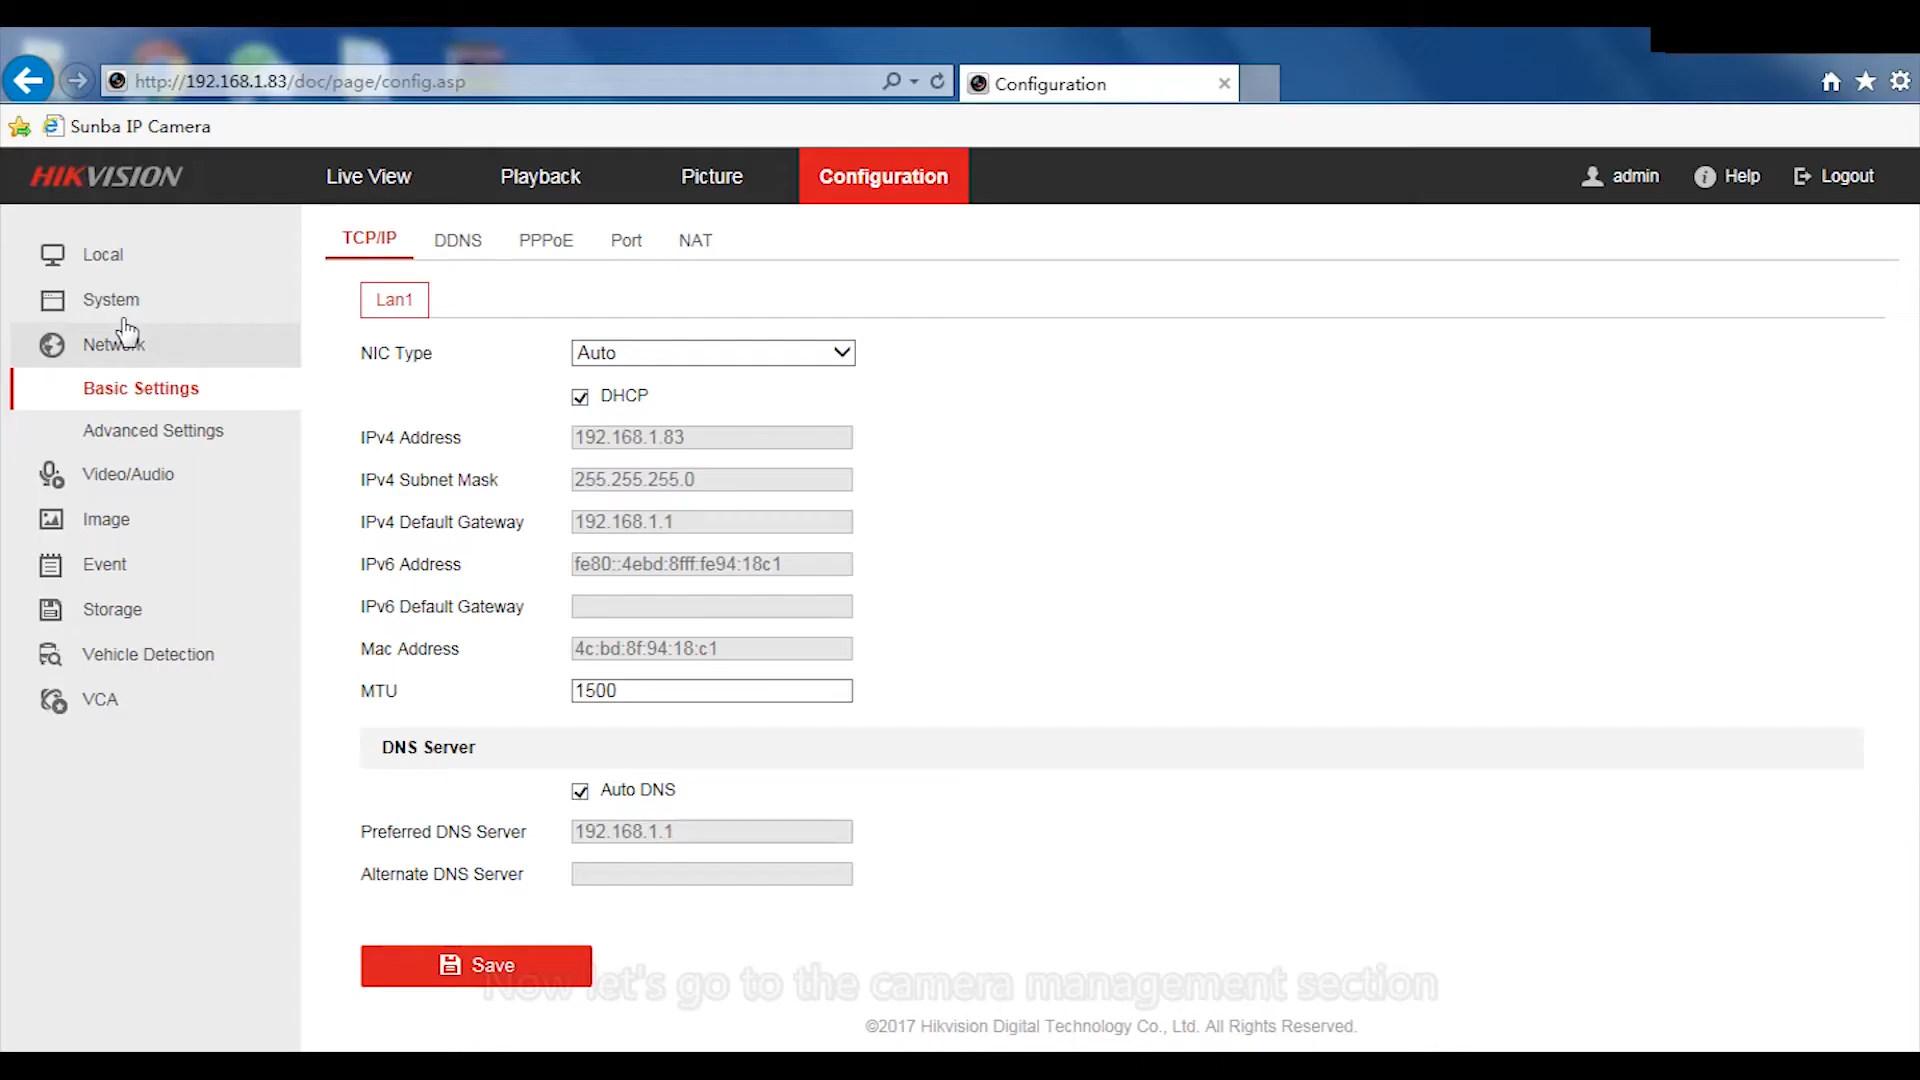 http://192.168.1.83/doc/page/config.asp
Configuration
Sunba IP Camera
HIKVISION
Live View
Playback
Picture
Configuration
admin
Help
Logout
Local
System
Network
Basic Settings
Advanced Settings
Video/Audio
Image
Event
Storage
Vehicle Detection
VCA
TCP/IP
DDNS
PPPoE
Port
NAT
Lan1
NIC Type
Auto
DHCP
IPv4 Address
192.168.1.83
IPv4 Subnet Mask
255.255.255.0
IPv4 Default Gateway
192.168.1.1
IPv6 Address
fe80::4ebd:8fff:fe94:18c1
IPv6 Default Gateway
Mac Address
4c:bd:8f:94:18:c1
MTU
1500
DNS Server
Auto DNS
Preferred DNS Server
192.168.1.1
Alternate DNS Server
Save
Now let's go to the camera management section
©2017 Hikvision Digital Technology Co., Ltd. All Rights Reserved.